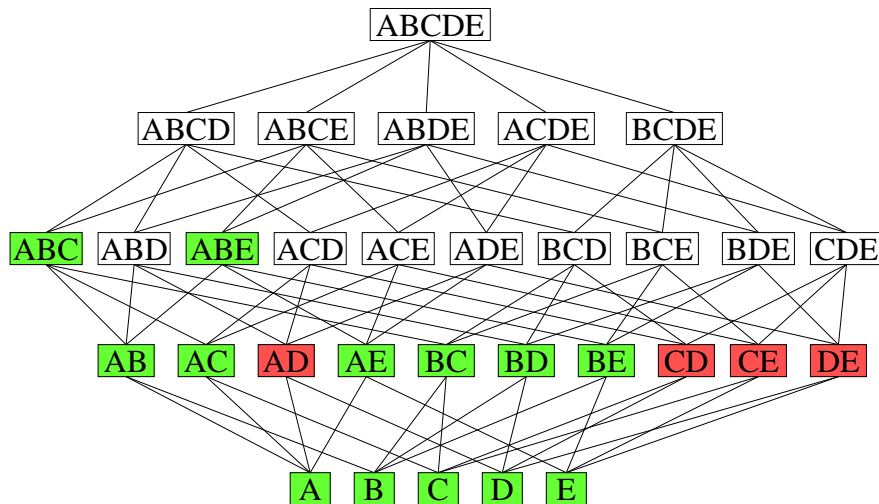 ABCDE
ABCD ABCE ABDE ACDE BCDE
ABC ABD ABE ACD ACE ADE BCD BCE BDE CDE
AB AC AD AE BC BD BE CD CE DE
A B C D E